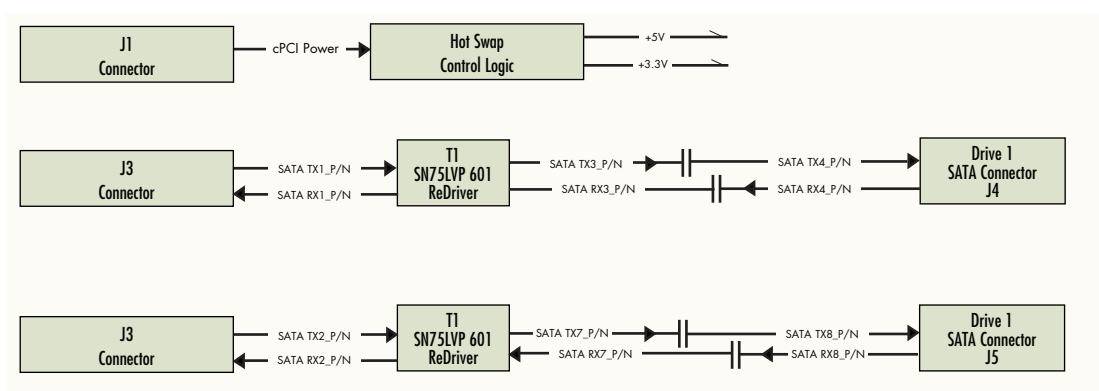 J1
Connector
cPCI Power
Hot Swap
Control Logic
+5V
+3.3V
J3
Connector
SATA TX1_P/N
SATA RX1_P/N
T1
SN75LVP 601
ReDriver
SATA TX3_P/N
SATA RX3_P/N
SATA TX4_P/N
SATA RX4_P/N
Drive 1
SATA Connector
J4
J3
Connector
SATA TX2_P/N
SATA RX2_P/N
T1
SN75LVP 601
ReDriver
SATA TX7_P/N
SATA RX7_P/N
SATA TX8_P/N
SATA RX8_P/N
Drive 1
SATA Connector
J5